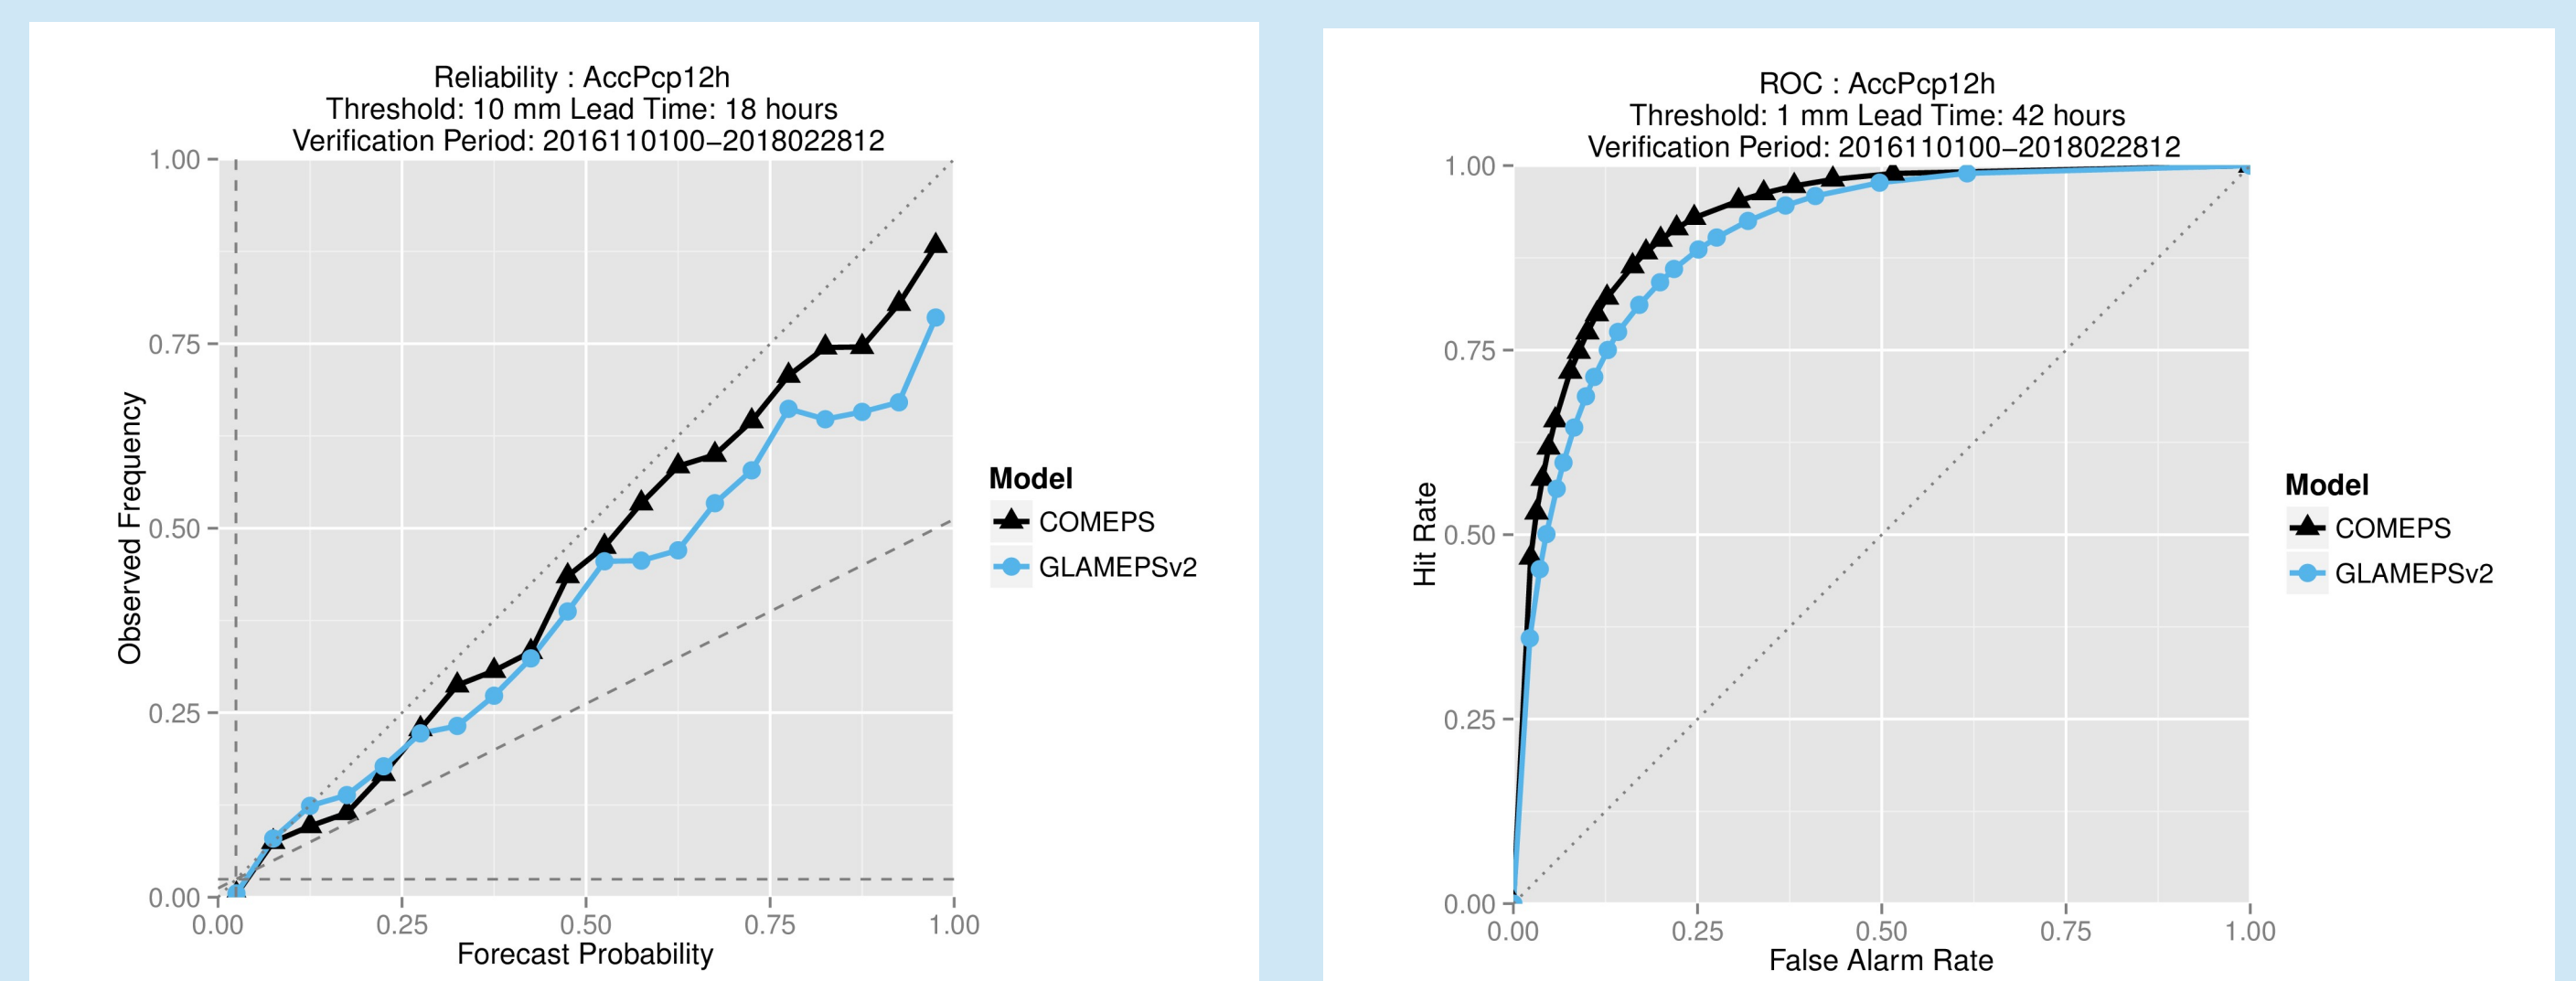 Reliability : AccPcp12h
Threshold: 10 mm Lead Time: 18 hours
Verification Period: 2016110100−2018022812
1.00
0.75
0.50
0.25
0.00
Observed Frequency
0.00 0.25 0.50 0.75 1.00
Forecast Probability
Model
COMEPS
GLAMEPSv2
ROC : AccPcp12h
Threshold: 1 mm Lead Time: 42 hours
Verification Period: 2016110100−2018022812
1.00
0.75
0.50
0.25
0.00
Hit Rate
0.00 0.25 0.50 0.75 1.00
False Alarm Rate
Model
COMEPS
GLAMEPSv2